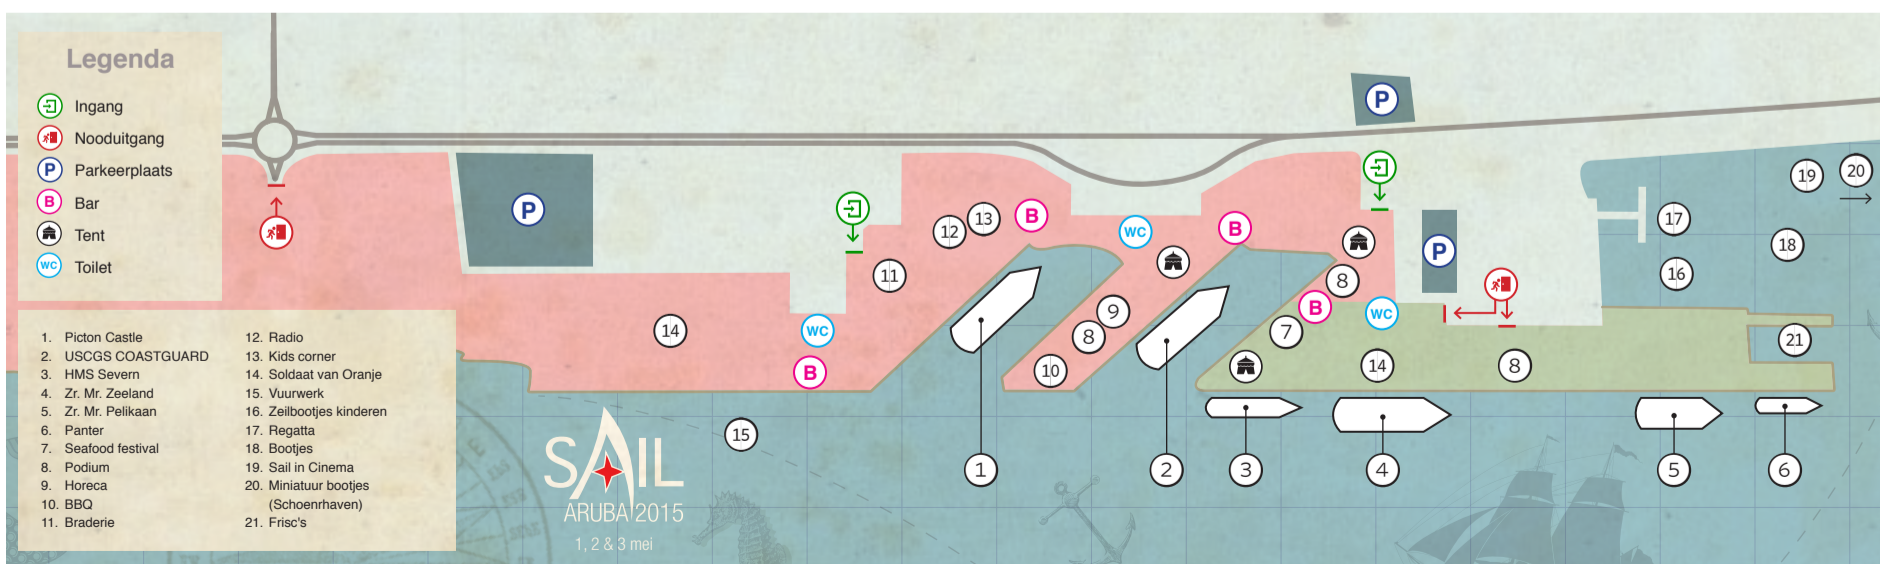 Legenda
Ingang
Nooduitgang
P Parkeerplaats
B Bar
Tent
WC Toilet
1. Picton Castle
2. USCGS COASTGUARD
3. HMS Severn
4. Zr. Mr. Zeeland
5. Zr. Mr. Pelikaan
6. Panter
7. Seafood festival
8. Podium
9. Horeca
10. BBQ
11. Braderie
12. Radio
13. Kids corner
14. Soldaat van Oranje
15. Vuurwerk
16. Zeilbootjes kinderen
17. Regatta
18. Bootjes
19. Sail in Cinema
20. Miniatuur bootjes
(Schoenrhaven)
21. Frisc's
P
P
P
19
20
12
13
B
WC
B
17
18
11
8
16
14
WC
B
9
8
7
B
WC
21
10
14
8
15
1
2
3
4
5
6
SAIL
ARUBA 2015
1, 2 & 3 mei